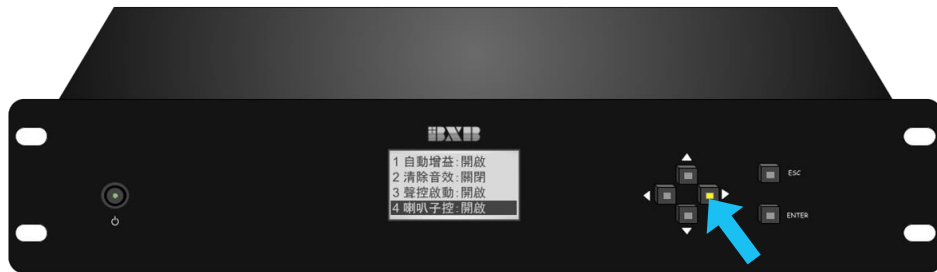 BXB
1 自動增益:開啟
2 清除音效:關閉
3 聲控啟動:開啟
4 喇叭子控:開啟
ESC
ENTER